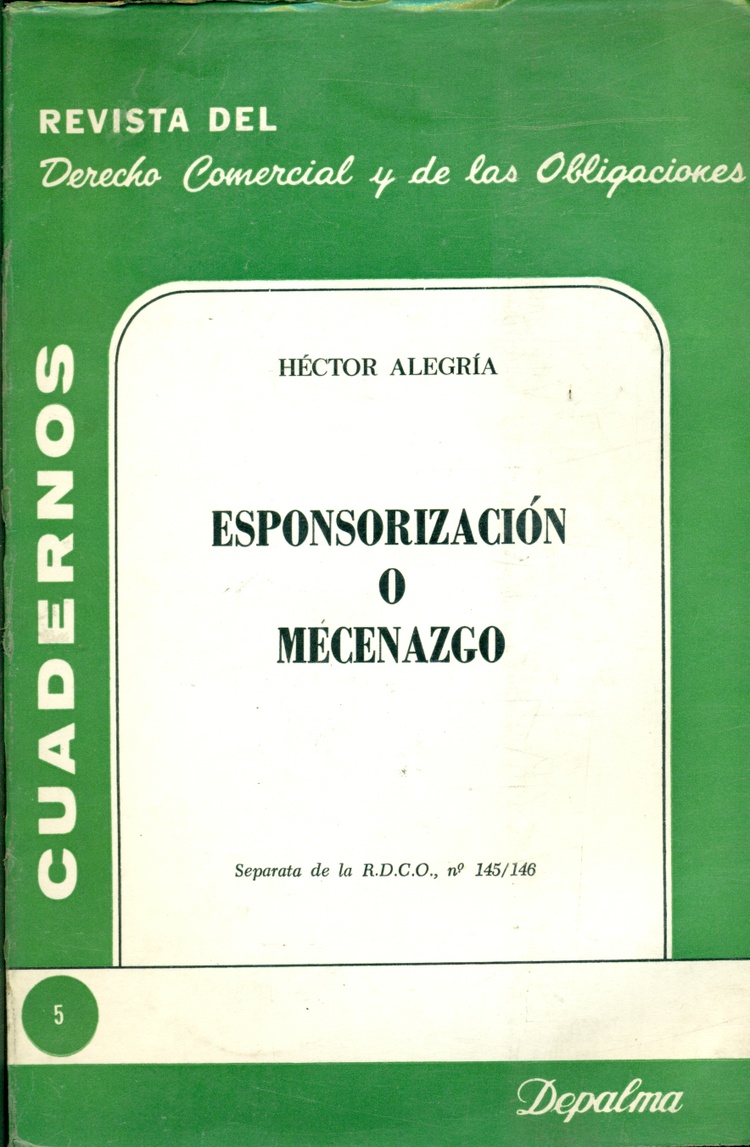 REVISTA DEL
Derecho Comercial y de las Obligaciones
CUADERNOS
HÉCTOR ALEGRÍA
ESPONSORIZACIÓN
O
MÉCENAZGO
Separata de la R.D.C.O., nº 145/146
5
Depalma